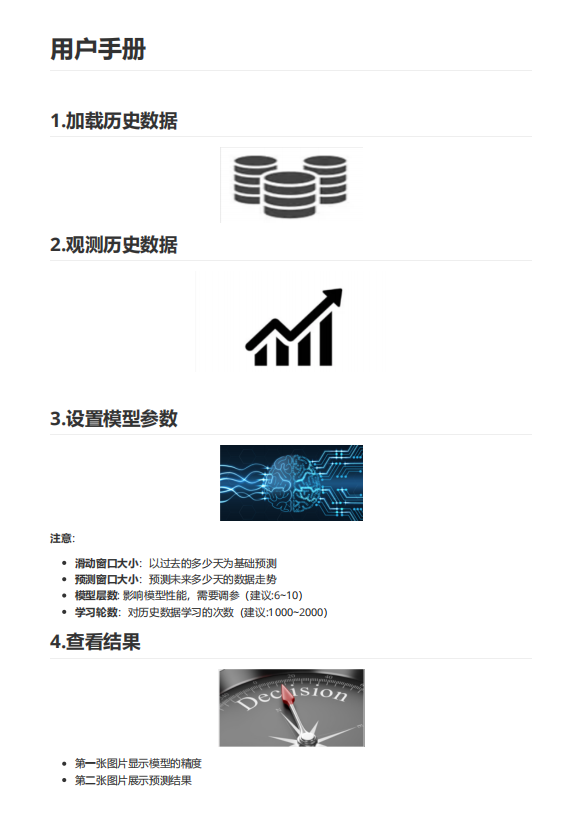 用户手册
1.加载历史数据
2.观测历史数据
3.设置模型参数
注意:
滑动窗口大小：以过去的多少天为基础预测
预测窗口大小：预测未来多少天的数据走势
模型层数: 影响模型性能，需要调参（建议:6~10）
学习轮数：对历史数据学习的次数（建议:1000~2000）
4.查看结果
Decision
第一张图片显示模型的精度
第二张图片展示预测结果